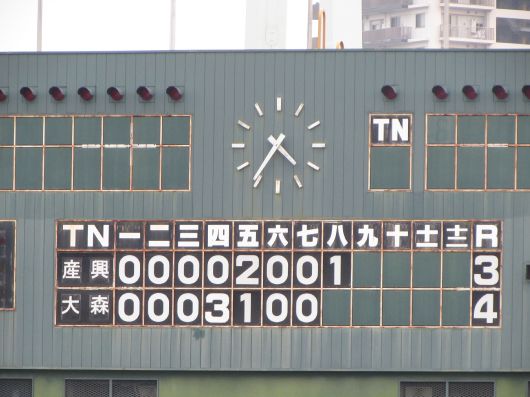 TN
TN 一 二 三 四 五 六 七 八 九 十 十一 十二 R
産興 0 0 0 0 2 0 0 1 3
大森 0 0 0 3 1 0 0 4